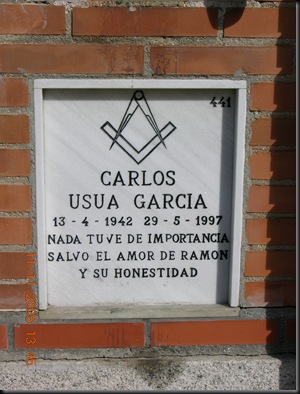 441
441
CARLOS
USUA GARCIA
13 - 4 - 1942 29 - 5 - 1997
NADA TUVE DE IMPORTANCIA
SALVO EL AMOR DE RAMON
Y SU HONESTIDAD